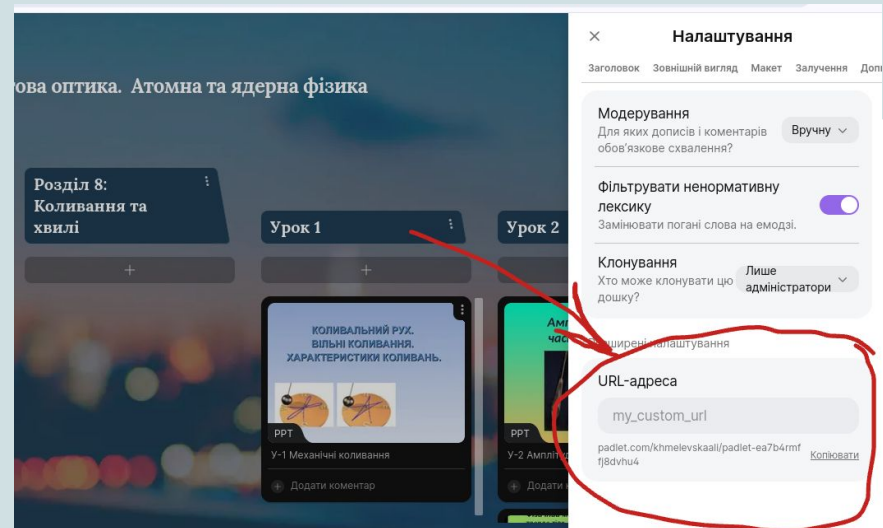 Налаштування
Заголовок Зовнішній вигляд Макет Залучення
ова оптика. Атомна та ядерна фізика
Модерування
Для яких дописів і коментарів
обов'язкове схвалення?
Вручну
Фільтрувати ненормативну
лексику
Замінювати погані слова на емодзі.
Клонування
Хто може клонувати цю
дошку?
Лише
адміністратори
налаштування
URL-адреса
my_custom_url
padlet.com/khmelevskaali/padlet-ea7b4rmf
fj8dvhu4
Копіювати
Розділ 8:
Коливання та
хвилі
Урок 1
КОЛИВАЛЬНИЙ РУХ.
ВІЛЬНІ КОЛИВАННЯ.
ХАРАКТЕРИСТИКИ КОЛИВАНЬ.
PPT
У-1 Механічні коливання
Додати коментар
Урок 2
PPT
У-2
Додати